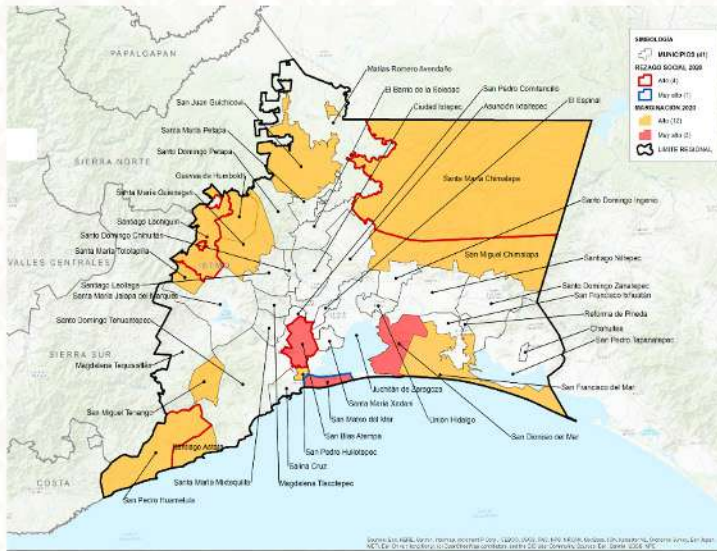 SIMBOLOGÍA
MUNICIPIOS (41)
REZAGO SOCIAL 2020
Alto (4)
Muy alto (1)
MARGINACIÓN 2020
Alto (12)
Muy alto (3)
LÍMITE REGIONAL
PAPALOAPAN
Matías Romero Avendaño
El Barrio de la Soledad
San Pedro Comitancillo
Ciudad Ixtepec
Asunción Ixtaltepec
El Espinal
San Juan Guichicovi
Santa María Petapa
Santo Domingo Petapa
SIERRA NORTE
Guevea de Humboldt
Santa María Guienagati
Santa María Chimalapa
Santiago Lachiguiri
Santo Domingo Ingenio
Santo Domingo Chihuitán
Santa María Totolapilla
San Miguel Chimalapa
Santiago Niltepec
VALLES CENTRALES
ISTMO
Santiago Laollaga
Santo Domingo Zanatepec
Santa María Jalapa del Marqués
San Francisco Ixhuatán
Reforma de Pineda
Santo Domingo Tehuantepec
Chahuites
San Pedro Tapanatepec
SIERRA SUR
Magdalena Tequisistlán
San Francisco del Mar
Juchitán de Zaragoza
Santa María Xadani
Unión Hidalgo
San Miguel Tenango
San Mateo del Mar
San Dionisio del Mar
San Blas Atempa
Santiago Astata
San Pedro Huilotepec
Salina Cruz
COSTA
Santa María Mixtequilla
Magdalena Tlacotepec
San Pedro Huamelula